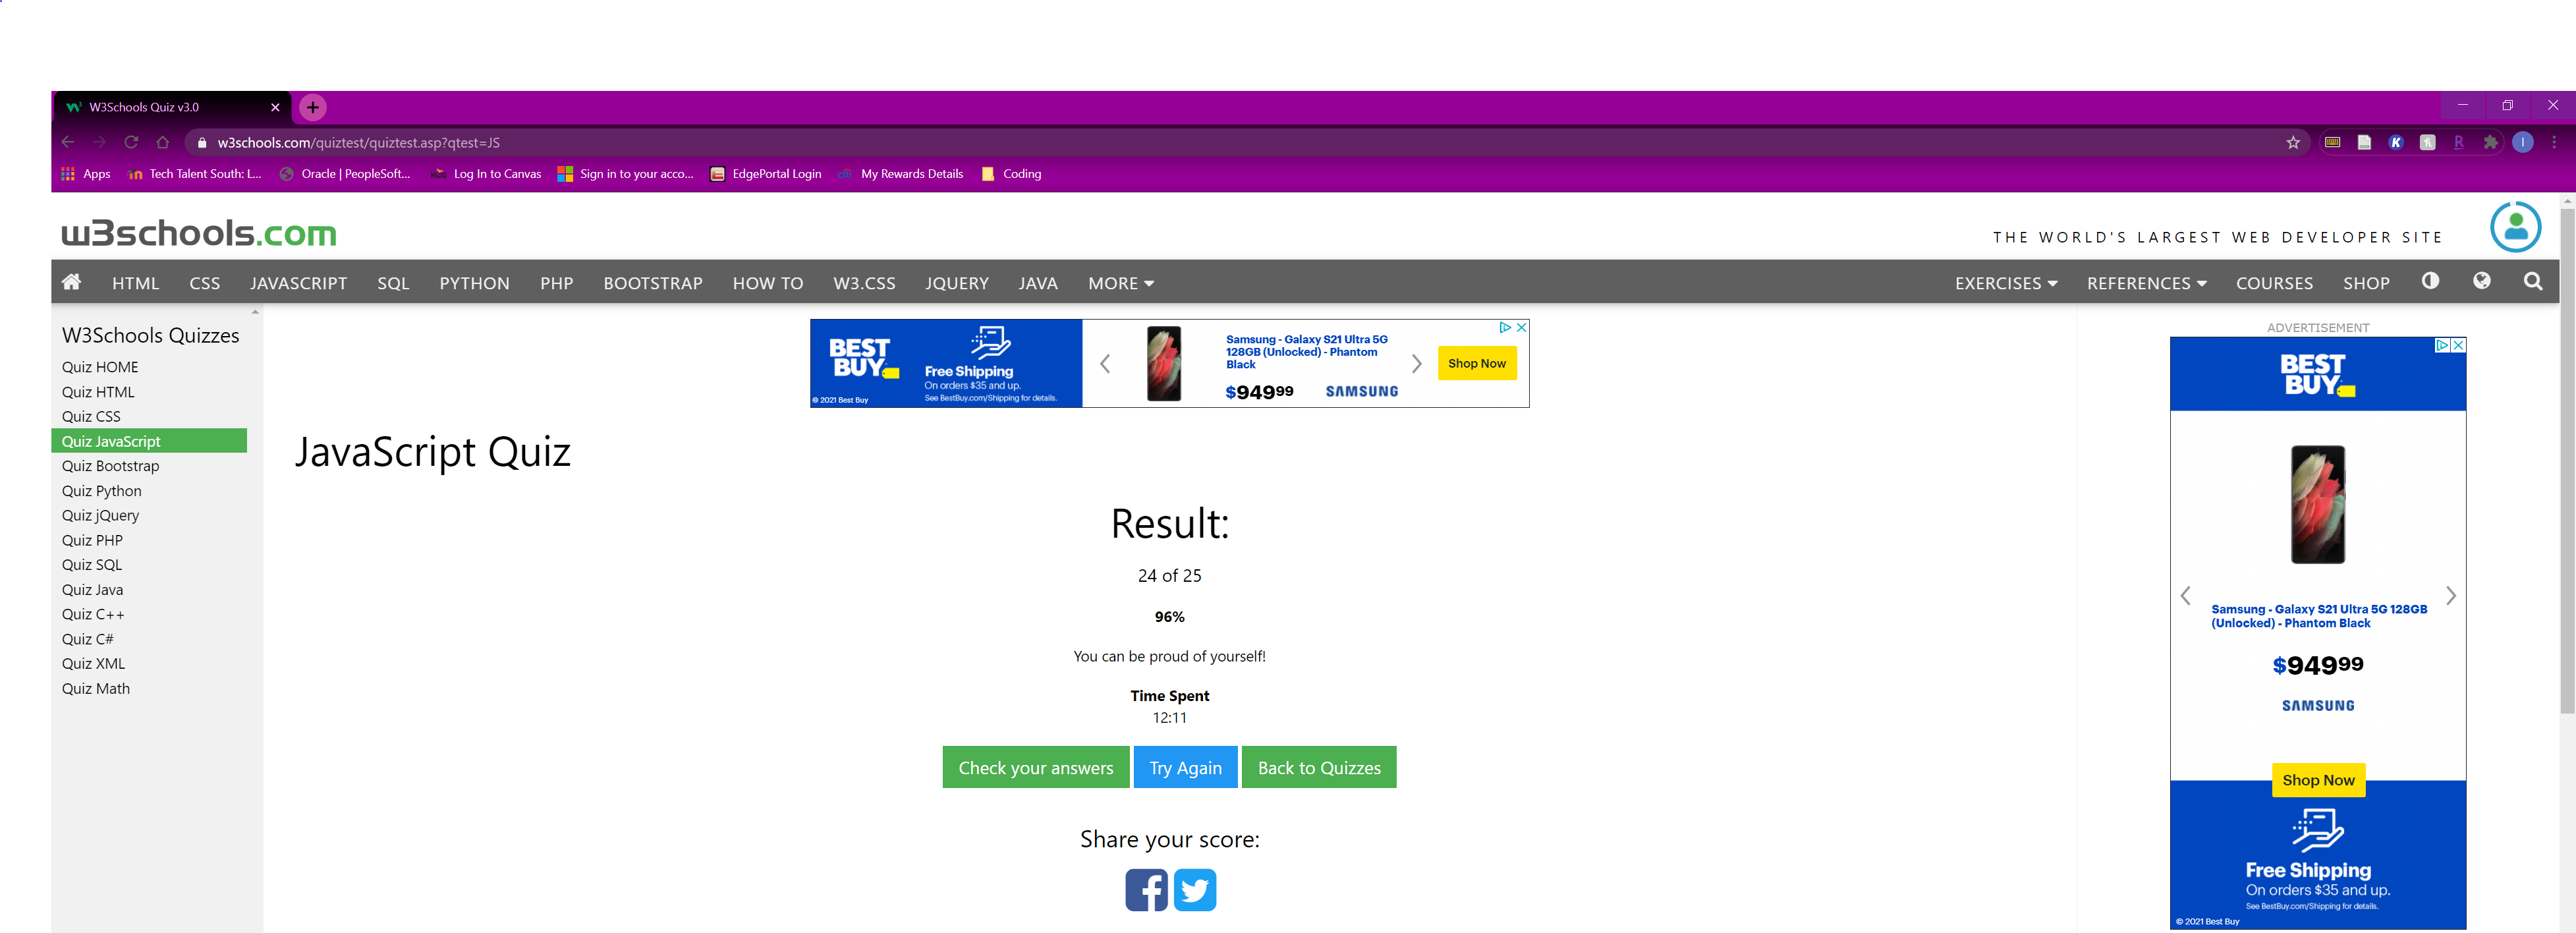 W3Schools Quiz v3.0
w3schools.com/quiztest/quiztest.asp?qtest=JS
Apps Tech Talent South: L... Oracle | PeopleSoft... Log In to Canvas Sign in to your acco... EdgePortal Login My Rewards Details Coding
w3schools.com
THE WORLD'S LARGEST WEB DEVELOPER SITE
HTML CSS JAVASCRIPT SQL PYTHON PHP BOOTSTRAP HOW TO W3.CSS JQUERY JAVA MORE EXERCISES REFERENCES COURSES SHOP
W3Schools Quizzes
Quiz HOME
Quiz HTML
Quiz CSS
Quiz JavaScript
Quiz Bootstrap
Quiz Python
Quiz jQuery
Quiz PHP
Quiz SQL
Quiz Java
Quiz C++
Quiz C#
Quiz XML
Quiz Math
BEST
BUY
© 2021 Best Buy
Free Shipping
On orders $35 and up.
See BestBuy.com/Shipping for details.
Samsung - Galaxy S21 Ultra 5G
128GB (Unlocked) - Phantom
Black
$94999 SAMSUNG
Shop Now
JavaScript Quiz
Result:
24 of 25
96%
You can be proud of yourself!
Time Spent
12:11
Check your answers Try Again Back to Quizzes
Share your score:
ADVERTISEMENT
BEST
BUY
Samsung - Galaxy S21 Ultra 5G 128GB
(Unlocked) - Phantom Black
$94999
SAMSUNG
Shop Now
Free Shipping
On orders $35 and up.
See BestBuy.com/Shipping for details.
© 2021 Best Buy